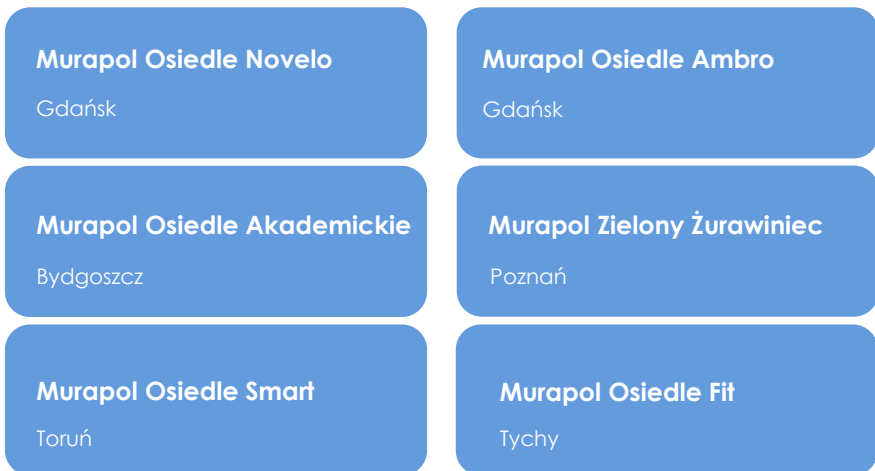 Murapol Osiedle Novelo
Gdańsk
Murapol Osiedle Ambro
Gdańsk
Murapol Osiedle Akademickie
Bydgoszcz
Murapol Zielony Żurawiniec
Poznań
Murapol Osiedle Smart
Toruń
Murapol Osiedle Fit
Tychy